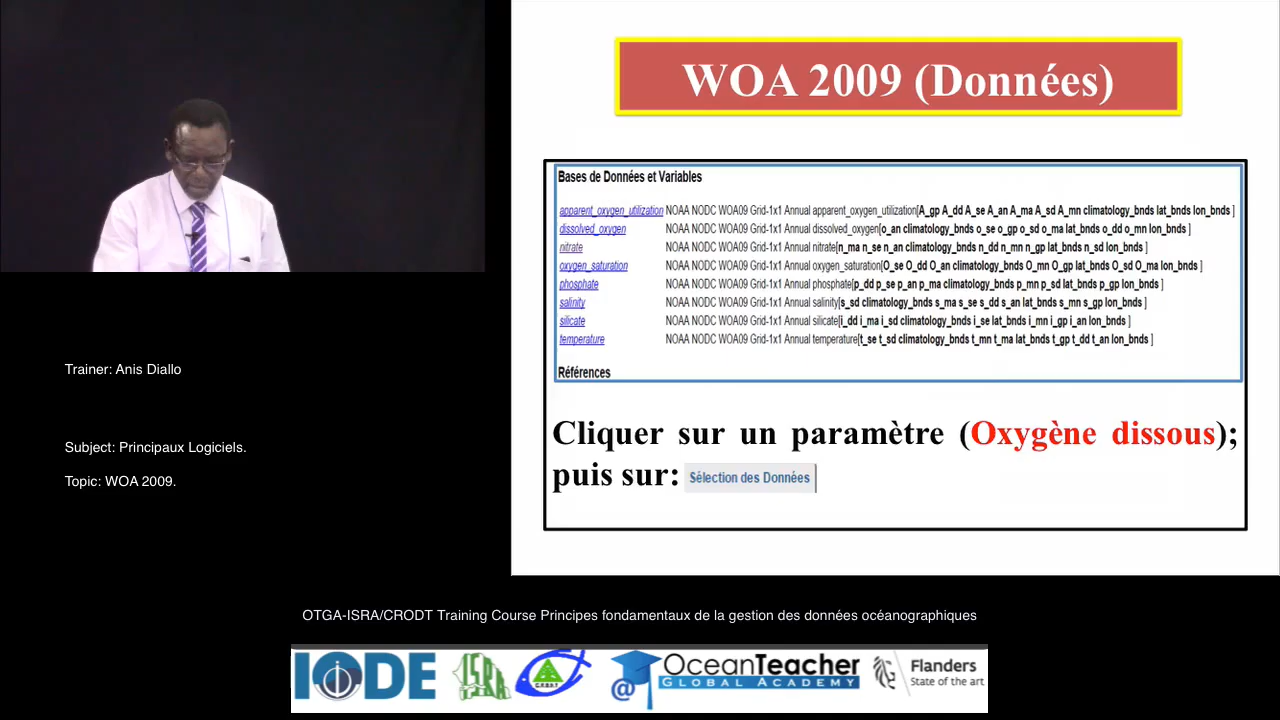 WOA 2009 (Données)
Bases de Données et Variables
apparent_oxygen_utilization NOAA NODC WOA09 Grid-1x1 Annual apparent_oxygen_utilization[A_gp A_dd A_se A_an A_ma A_sd A_mn climatology_bnds lat_bnds lon_bnds ]
dissolved_oxygen NOAA NODC WOA09 Grid-1x1 Annual dissolved_oxygen[o_an climatology_bnds o_se o_gp o_sd o_ma lat_bnds o_dd o_mn lon_bnds ]
nitrate NOAA NODC WOA09 Grid-1x1 Annual nitrate[n_ma n_se n_an climatology_bnds n_dd n_mn n_gp lat_bnds n_sd lon_bnds ]
oxygen_saturation NOAA NODC WOA09 Grid-1x1 Annual oxygen_saturation[O_se O_dd O_an climatology_bnds O_mn O_gp lat_bnds O_sd O_ma lon_bnds ]
phosphate NOAA NODC WOA09 Grid-1x1 Annual phosphate[p_dd p_se p_an p_ma climatology_bnds p_mn p_sd lat_bnds p_gp lon_bnds ]
salinity NOAA NODC WOA09 Grid-1x1 Annual salinity[s_sd climatology_bnds s_ma s_se s_dd s_an lat_bnds s_mn s_gp lon_bnds ]
silicate NOAA NODC WOA09 Grid-1x1 Annual silicate[i_dd i_ma i_sd climatology_bnds i_se lat_bnds i_mn i_gp i_an lon_bnds ]
temperature NOAA NODC WOA09 Grid-1x1 Annual temperature[t_se t_sd climatology_bnds t_mn t_ma lat_bnds t_gp t_dd t_an lon_bnds ]
Références
Cliquer sur un paramètre (Oxygène dissous);
puis sur: Sélection des Données
Trainer: Anis Diallo
Subject: Principaux Logiciels.
Topic: WOA 2009.
OTGA-ISRA/CRODT Training Course Principes fondamentaux de la gestion des données océanographiques
IODE
ISRA
@
OceanTeacher
GLOBAL ACADEMY
Flanders
State of the art